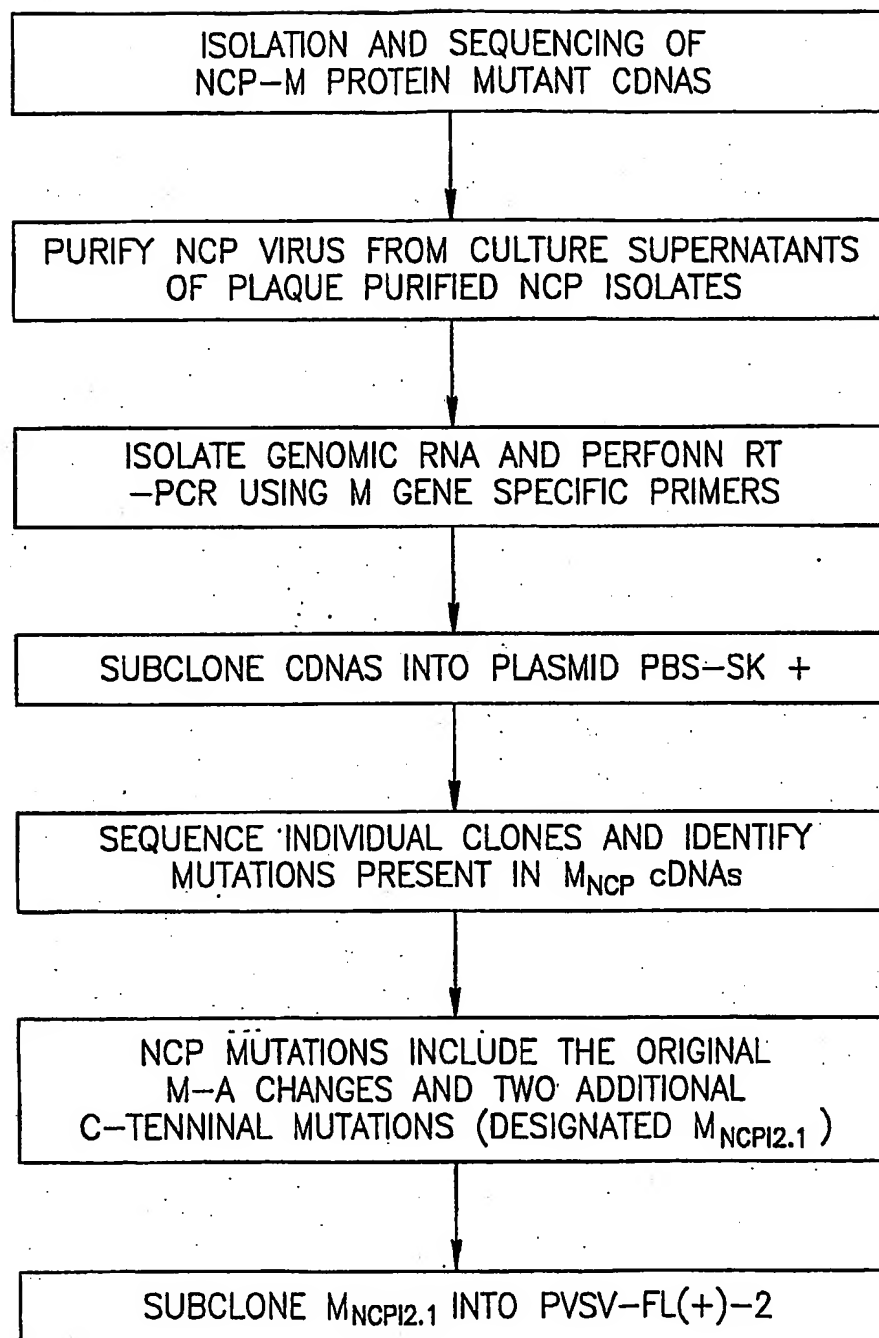 ISOLATION AND SEQUENCING OF
NCP-M PROTEIN MUTANT CDNAS
PURIFY NCP VIRUS FROM CULTURE SUPERNATANTS
OF PLAQUE PURIFIED NCP ISOLATES
ISOLATE GENOMIC RNA AND PERFONN RT
-PCR USING M GENE SPECIFIC PRIMERS
SUBCLONE CDNAS INTO PLASMID PBS-SK +
SEQUENCE INDIVIDUAL CLONES AND IDENTIFY
MUTATIONS PRESENT IN MNCP cDNAs
NCP MUTATIONS INCLUDE THE ORIGINAL
M-A CHANGES AND TWO ADDITIONAL
C-TENNINAL MUTATIONS (DESIGNATED MNCPI2.1)
SUBCLONE MNCPI2.1 INTO PVSV-FL(+)-2